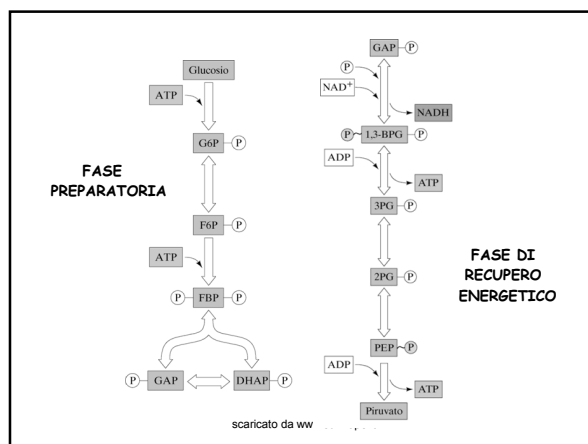 Glucosio
ATP
G6P P
FASE
PREPARATORIA
F6P P
ATP
P FBP P
P GAP DHAP P
GAP P
P
NAD+
NADH
P 1,3-BPG P
ADP
ATP
3PG P
FASE DI
RECUPERO
ENERGETICO
2PG P
PEP P
ADP
ATP
Piruvato
scaricato da